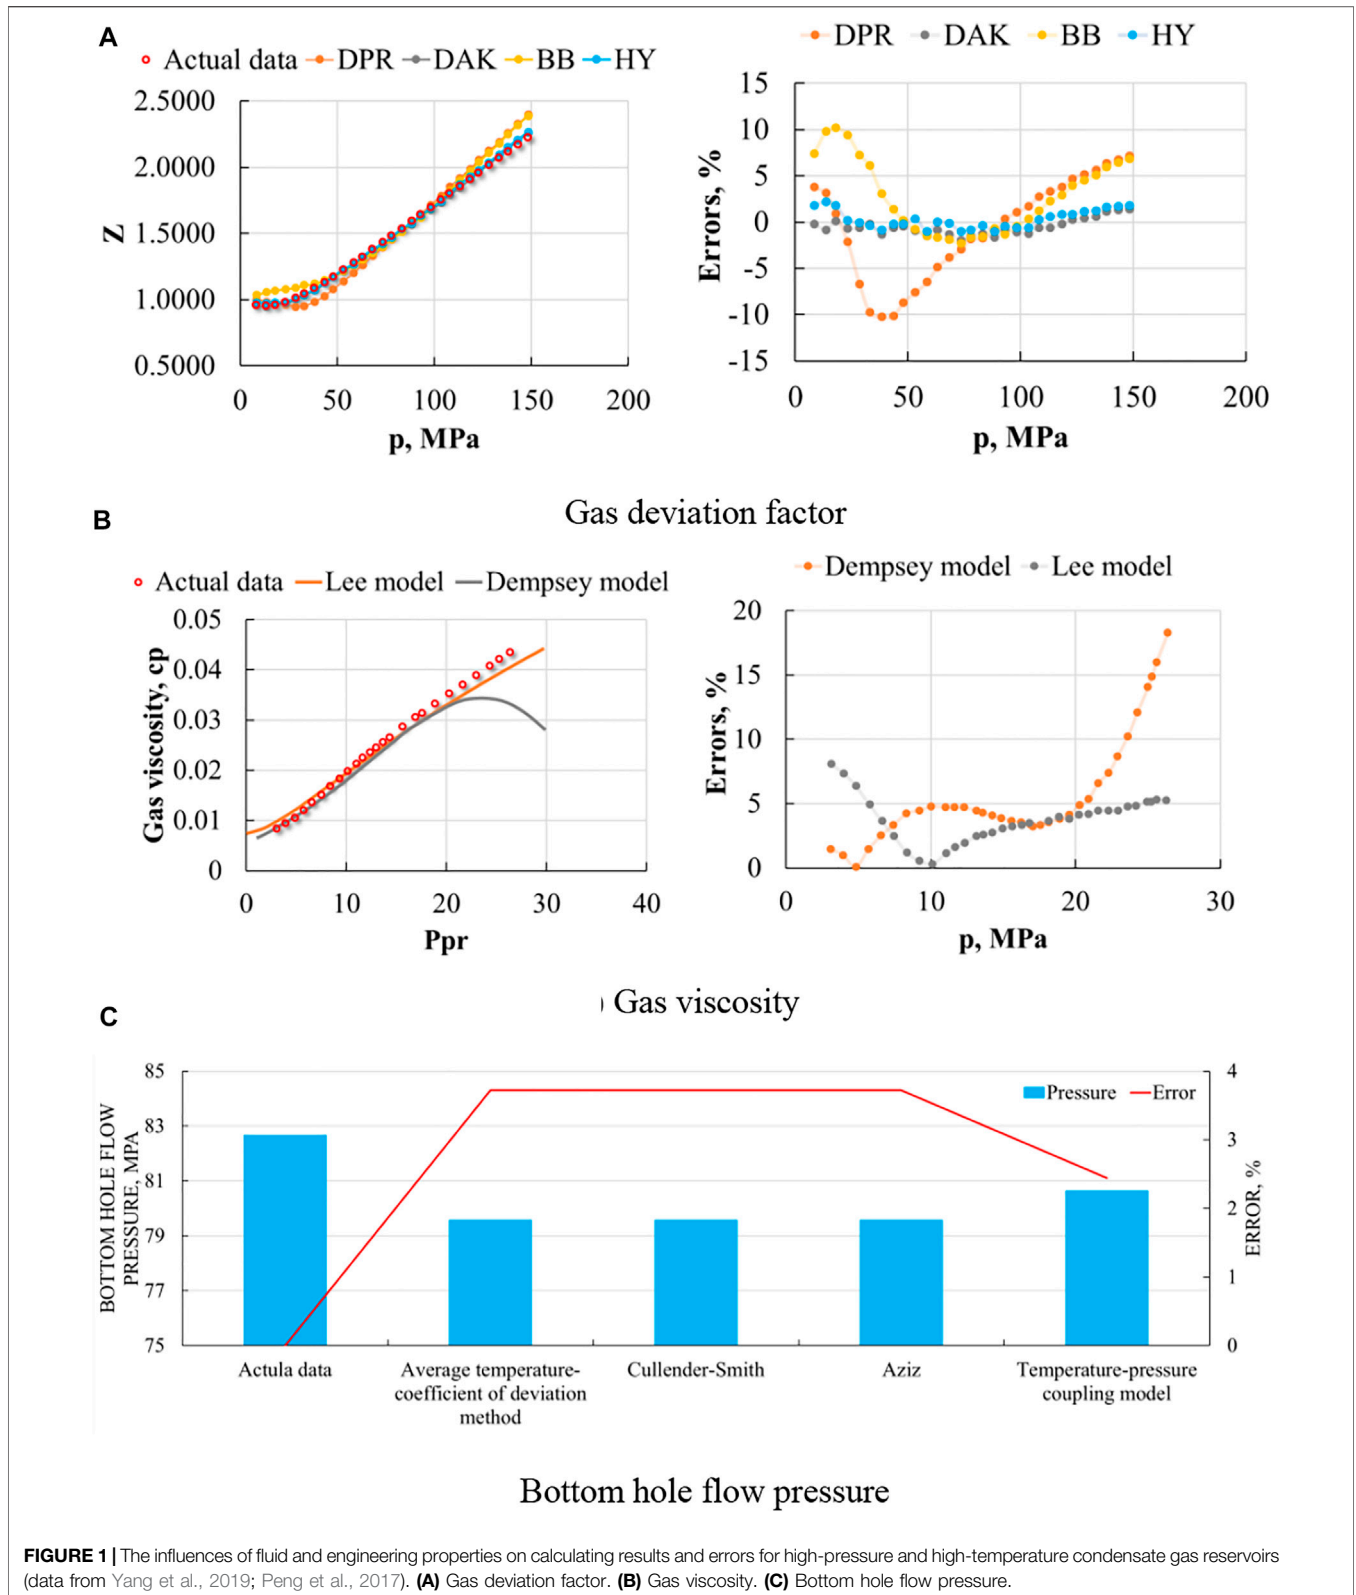 A
Actual data DPR DAK BB HY
2.5000
2.0000
1.5000
1.0000
0.5000
Z
0 50 100 150 200
p, MPa
DPR DAK BB HY
15
10
5
0
-5
-10
-15
Errors, %
0 50 100 150 200
p, MPa
Gas deviation factor
B
Actual data Lee model Dempsey model
0.05
0.04
0.03
0.02
0.01
0
Gas viscosity, cp
0 10 20 30 40
Ppr
Dempsey model Lee model
20
15
10
5
0
Errors, %
0 10 20 30
p, MPa
) Gas viscosity
C
85
83
81
79
77
75
BOTTOM HOLE FLOW
PRESSURE, MPA
Pressure Error
4
3
2
1
0
ERROR, %
Actula data
Average temperature-
coefficient of deviation
method
Cullender-Smith
Aziz
Temperature-pressure
coupling model
Bottom hole flow pressure
FIGURE 1 | The influences of fluid and engineering properties on calculating results and errors for high-pressure and high-temperature condensate gas reservoirs
(data from Yang et al., 2019; Peng et al., 2017). (A) Gas deviation factor. (B) Gas viscosity. (C) Bottom hole flow pressure.